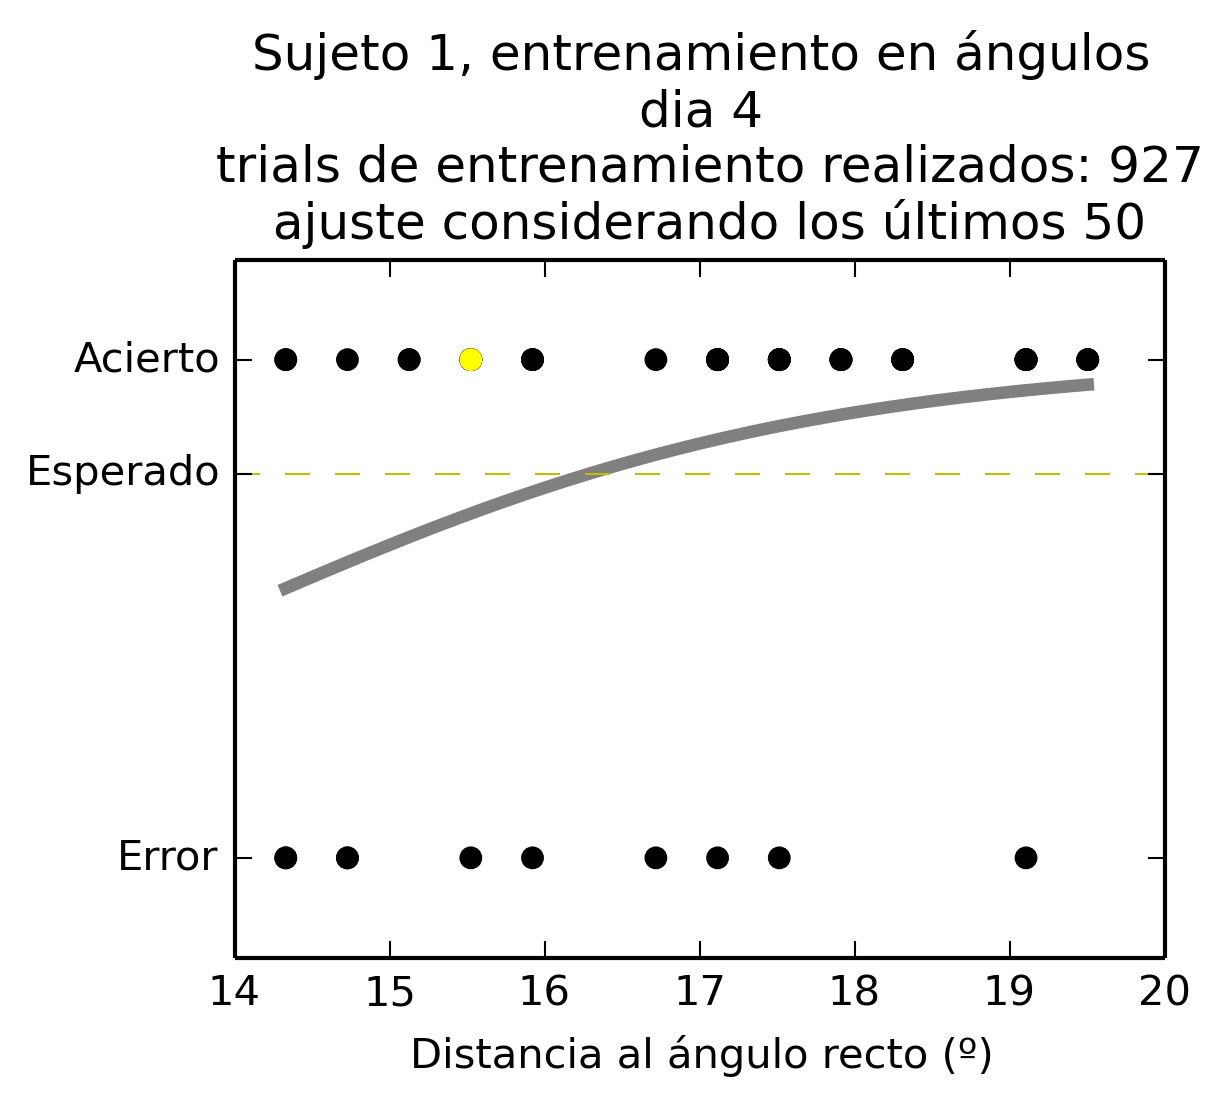 Sujeto 1, entrenamiento en ángulos
dia 4
trials de entrenamiento realizados: 927
ajuste considerando los últimos 50
Acierto
Esperado
Error
14 15 16 17 18 19 20
Distancia al ángulo recto (º)